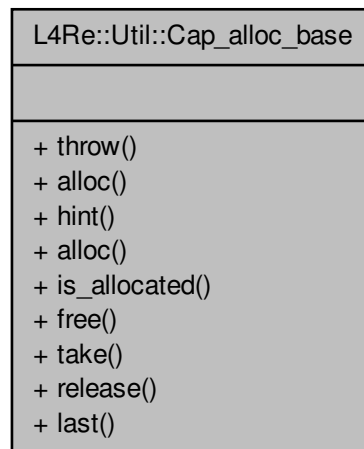 L4Re::Util::Cap_alloc_base
+ throw()
+ alloc()
+ hint()
+ alloc()
+ is_allocated()
+ free()
+ take()
+ release()
+ last()